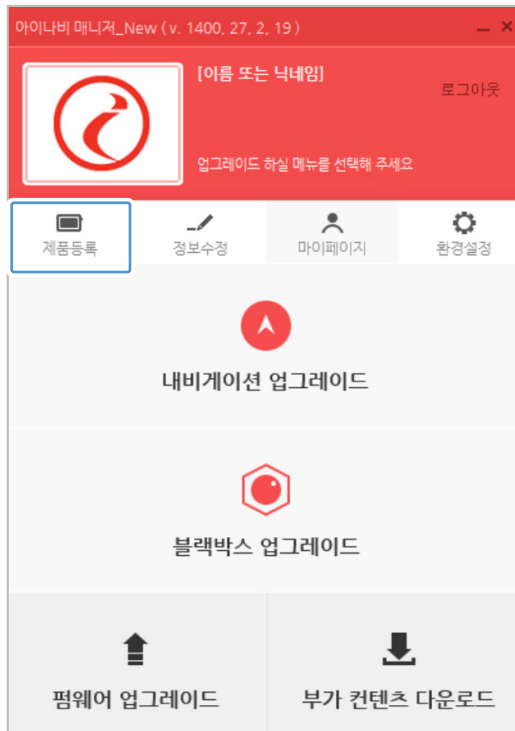 아이나비 매니저_New ( v. 1400, 27, 2, 19 )
[이름 또는 닉네임]
로그아웃
업그레이드 하실 메뉴를 선택해 주세요
제품등록 정보수정 마이페이지 환경설정
내비게이션 업그레이드
블랙박스 업그레이드
펌웨어 업그레이드 부가 컨텐츠 다운로드